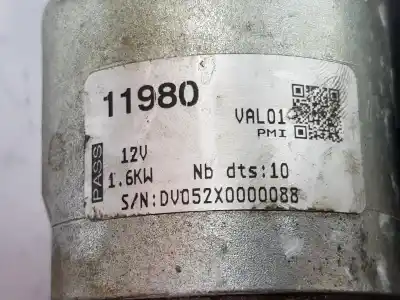 11980
VAL01
PMI
PASS
12V
1.6KW Nb dts:10
S/N:DV052X0000088